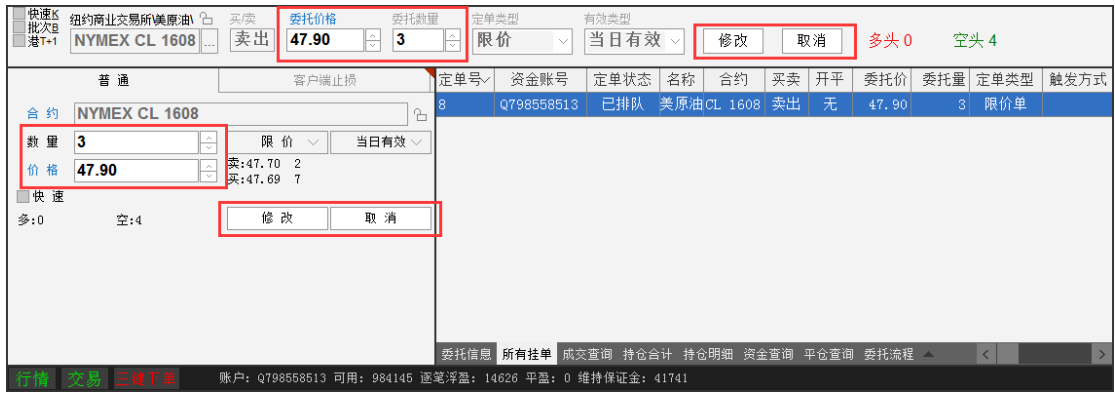 快速K 纽约商业交易所\美原油\ 买/卖 委托价格 委托数量 定单类型 有效类型
批次B
港T+1 NYMEX CL 1608 ... 卖出 47.90 3 限价 当日有效 修改 取消 多头 0 空头 4
普通 客户端止损
合约 NYMEX CL 1608
数量 3 限价 当日有效
价格 47.90 卖:47.70 2
买:47.69 7
快速
多:0 空:4 修改 取消
定单号 资金账号 定单状态 名称 合约 买卖 开平 委托价 委托量 定单类型 触发方式
8 Q798558513 已排队 美原油 CL 1608 卖出 无 47.90 3 限价单
委托信息 所有挂单 成交查询 持仓合计 持仓明细 资金查询 平仓查询 委托流程
行情 交易 三键下单 账户: Q798558513 可用: 984145 逐笔浮盈: 14626 平盈: 0 维持保证金: 41741